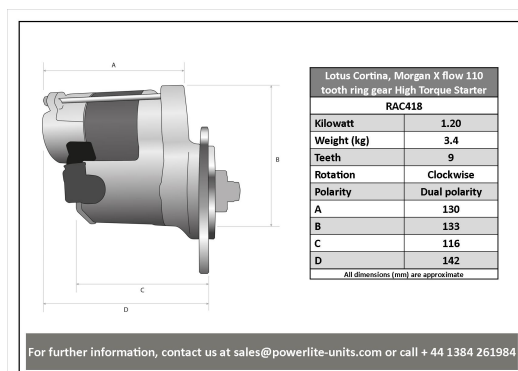 A
B
C
D
Lotus Cortina, Morgan X flow 110
tooth ring gear High Torque Starter
RAC418
Kilowatt 1.20
Weight (kg) 3.4
Teeth 9
Rotation Clockwise
Polarity Dual polarity
A 130
B 133
C 116
D 142
All dimensions (mm) are approximate
For further information, contact us at sales@powerlite-units.com or call + 44 1384 261984